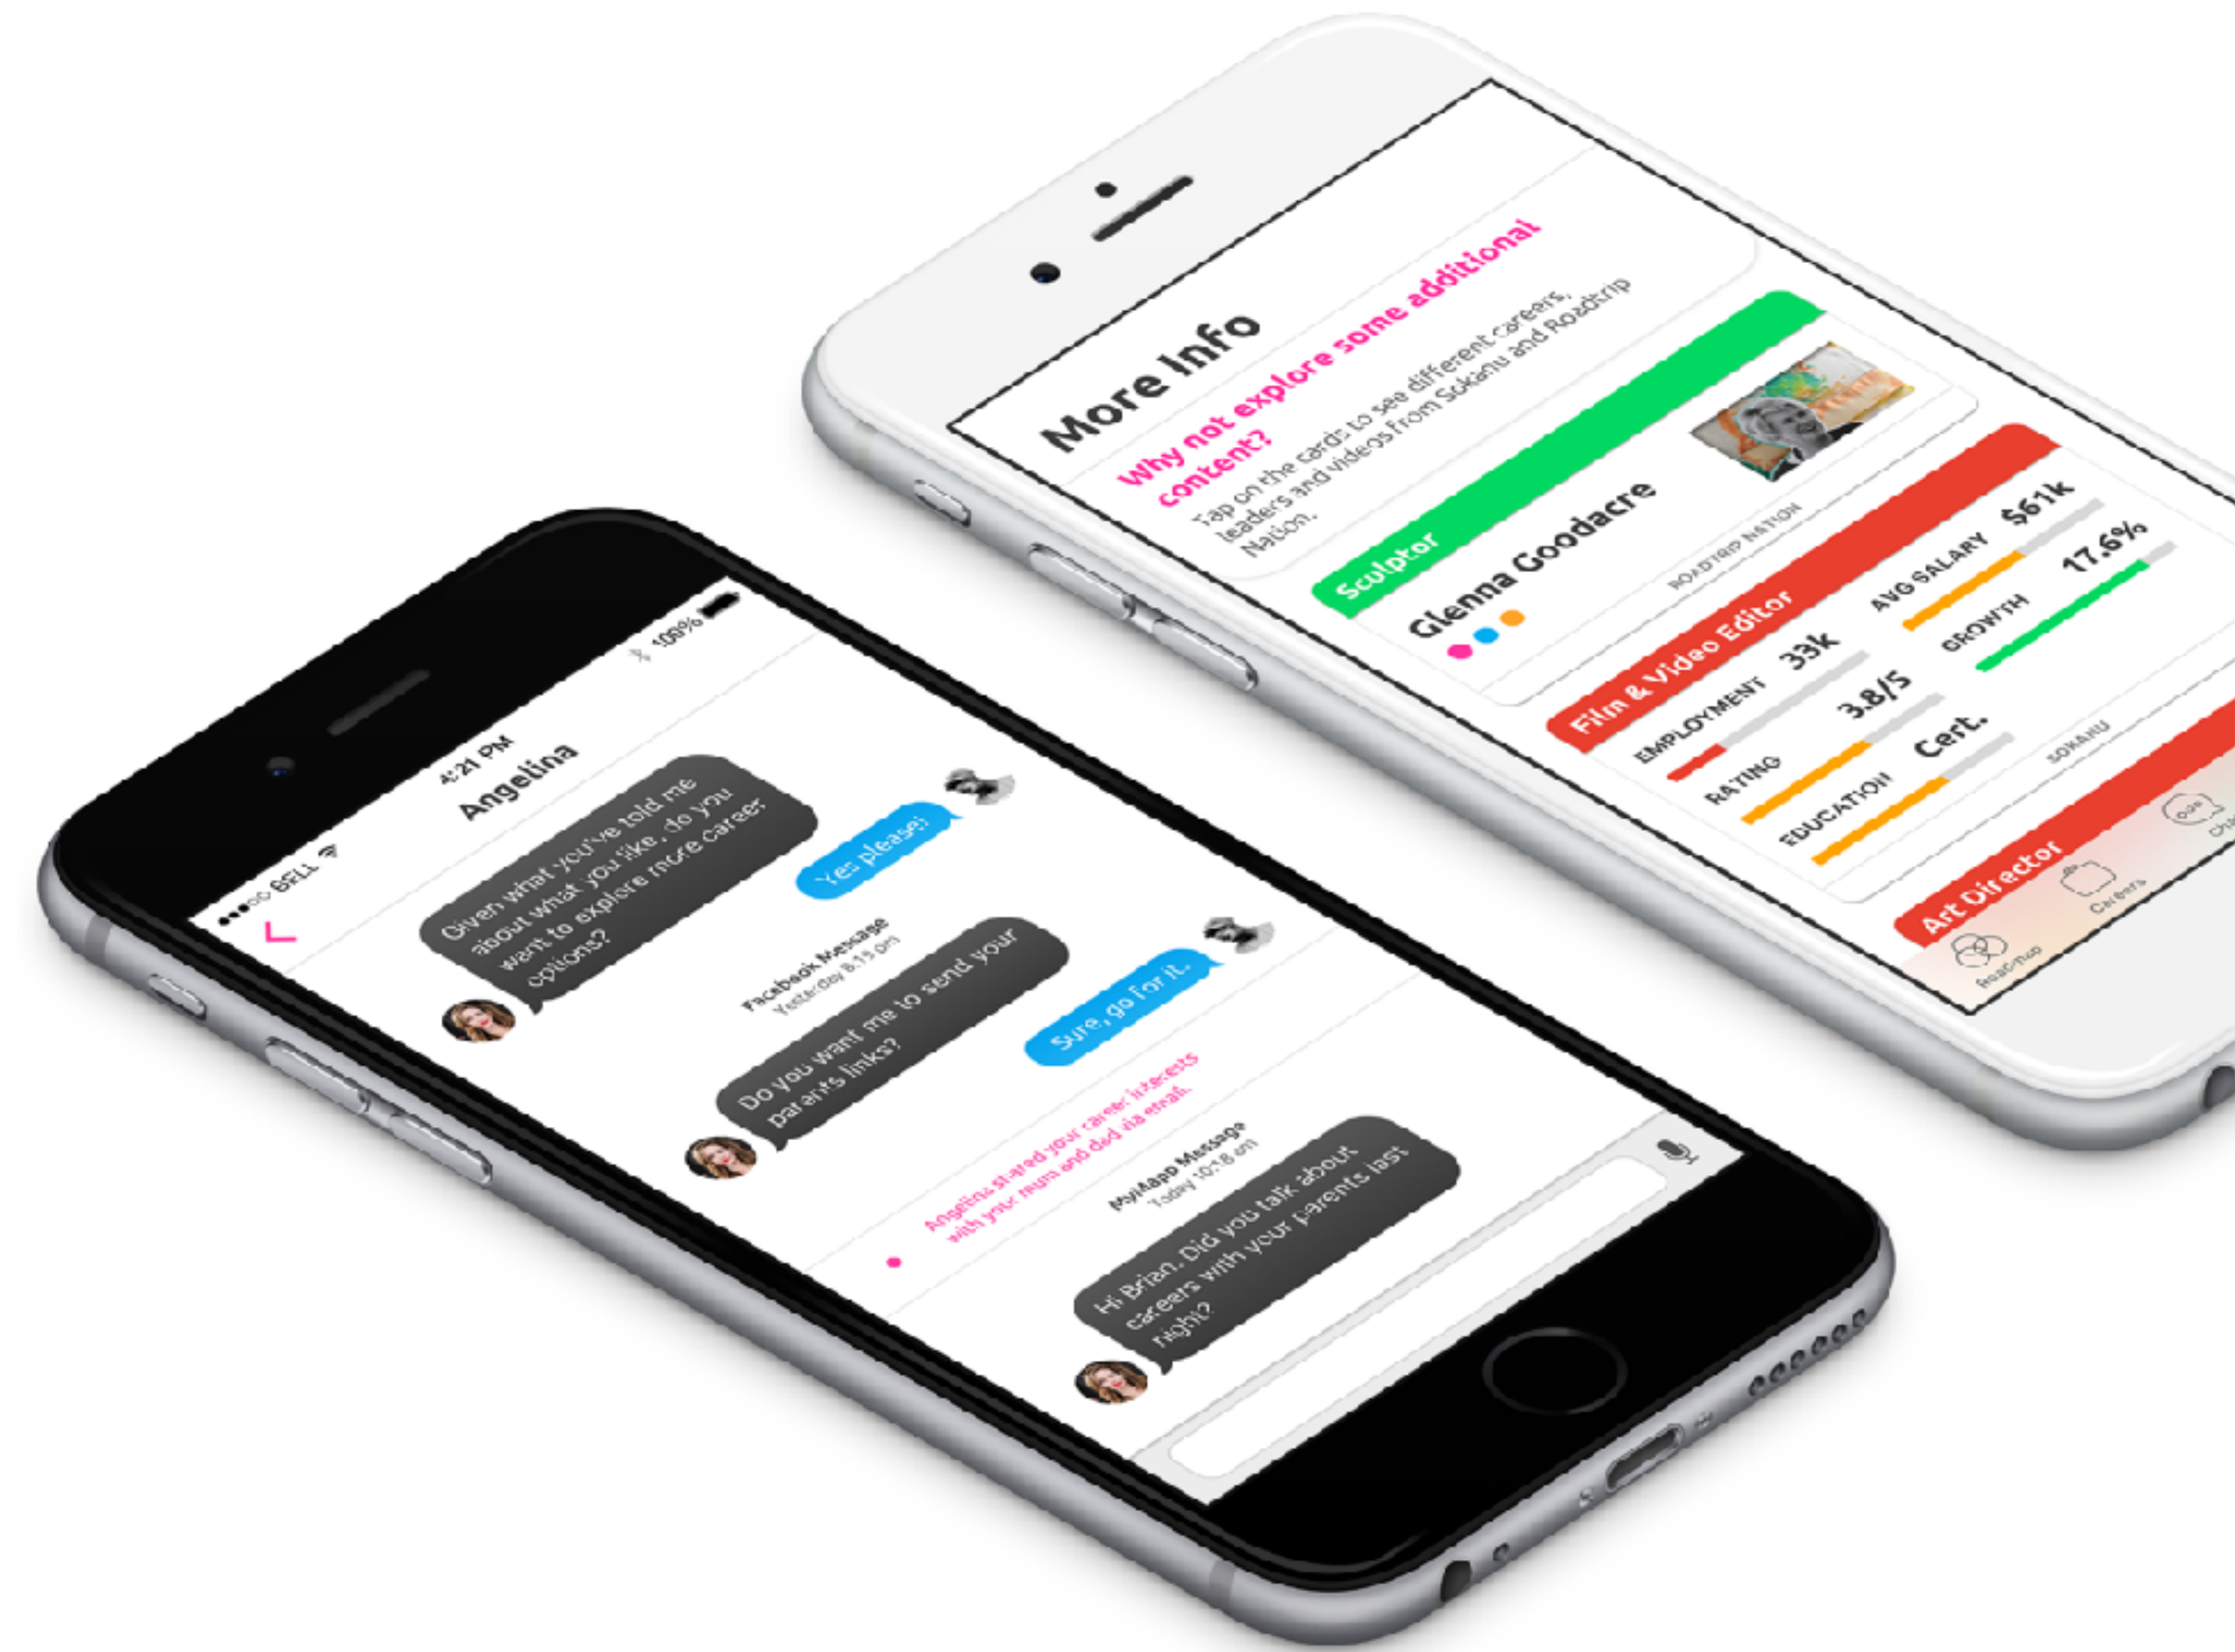 BELL
4:21 PM
100%
Angelina
Given what you've told me
about what you like, do you
want to explore more career
options?
Yes please!
Facebook Message
Yesterday 8:15 pm
Do you want me to send your
parents links?
Sure, go for it.
Angelina shared your career interests
with your mum and dad via email.
MyMapp Message
Today 10:18 am
Hi Brian. Did you talk about
careers with your parents last
night?
More Info
Why not explore some additional
content?
Tap on the cards to see different careers,
leaders and videos from Sokanu and Roadtrip
Nation.
Sculptor
Glenna Goodacre
ROADTRIP NATION
Film & Video Editor
EMPLOYMENT 33k
AVG SALARY $61k
RATING 3.8/5
GROWTH 17.6%
EDUCATION Cert.
SOKANU
Art Director
Careers